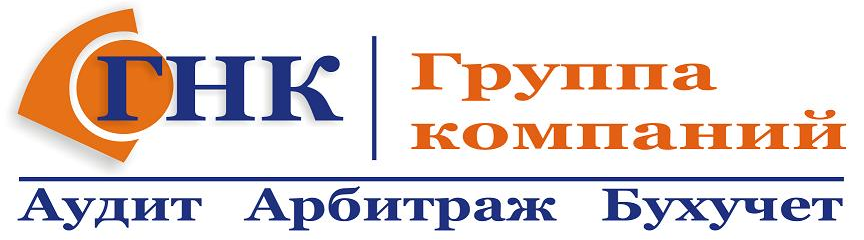 ГНК
Группа
компаний
Аудит Арбитраж Бухучет